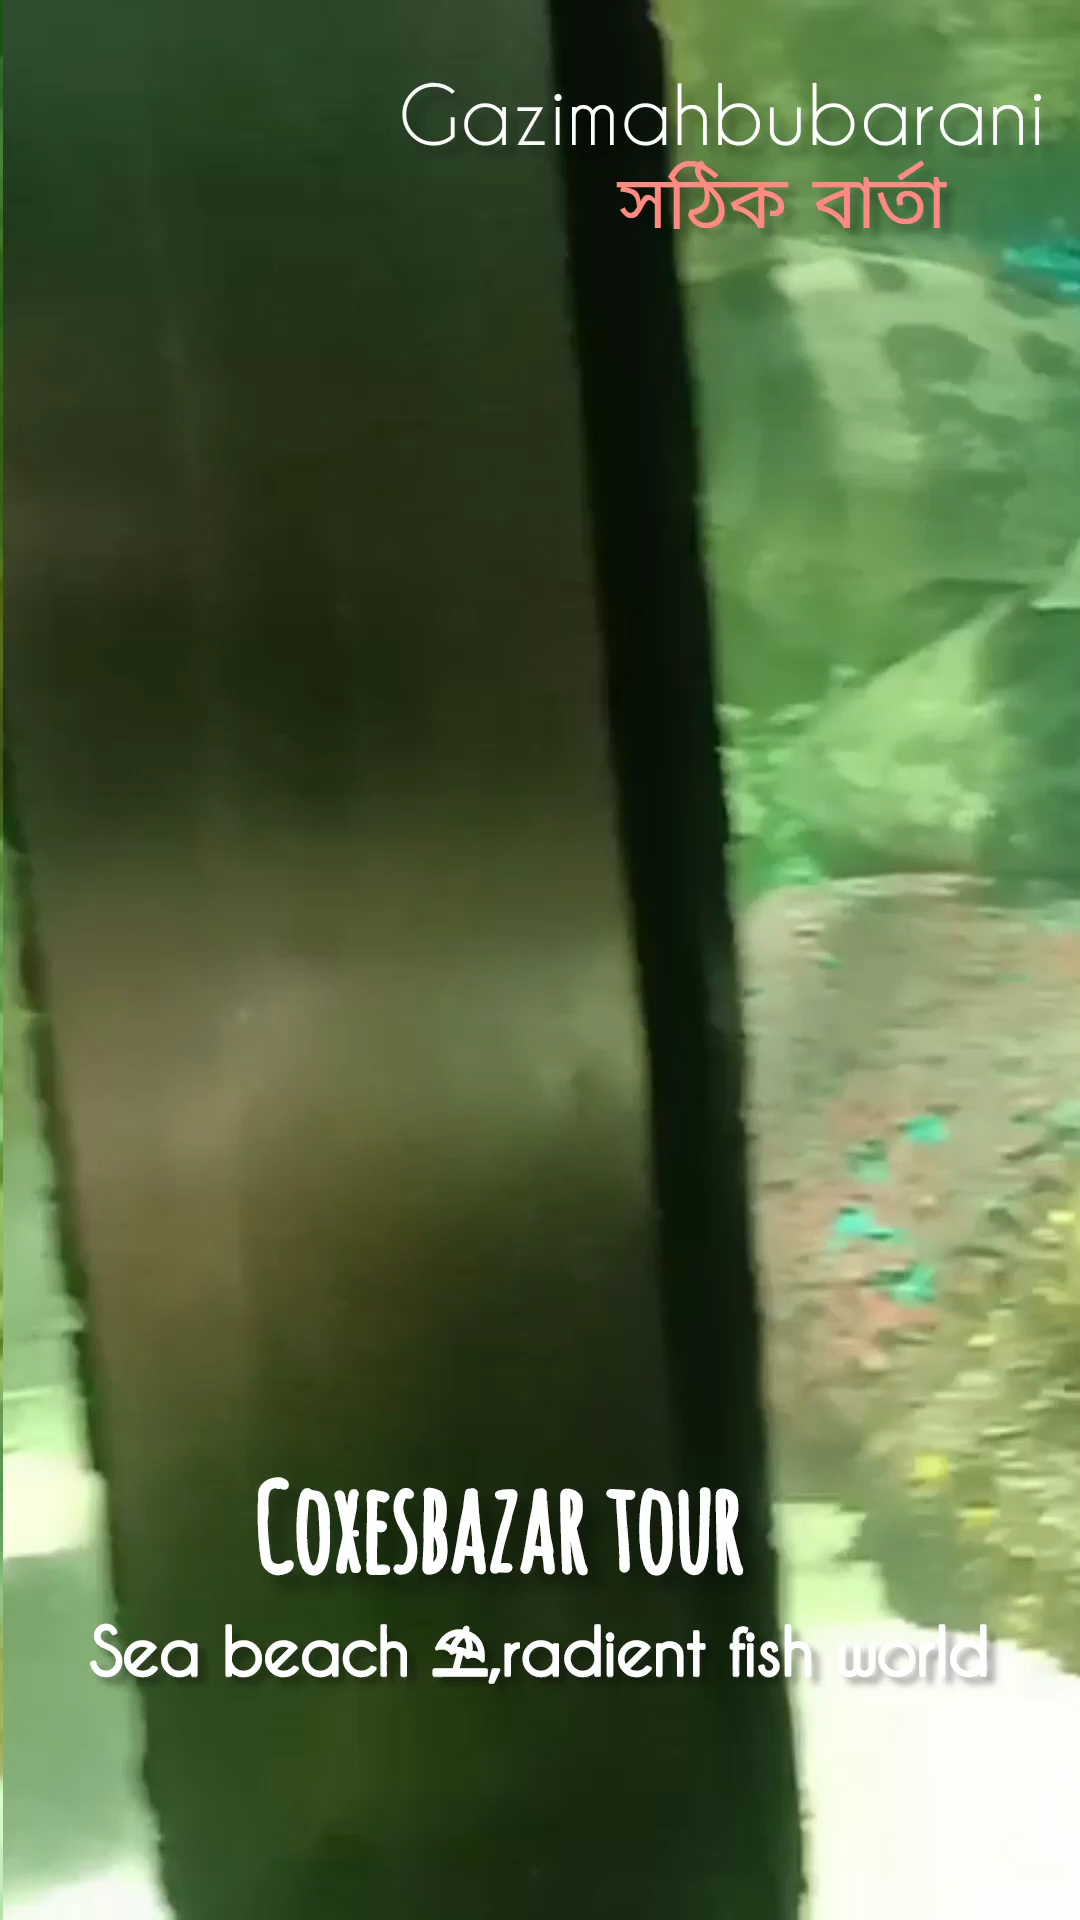 Gazimahbubarani
সঠিক বার্তা
Coxesbazar tour
Sea beach ⛱,radient fish world